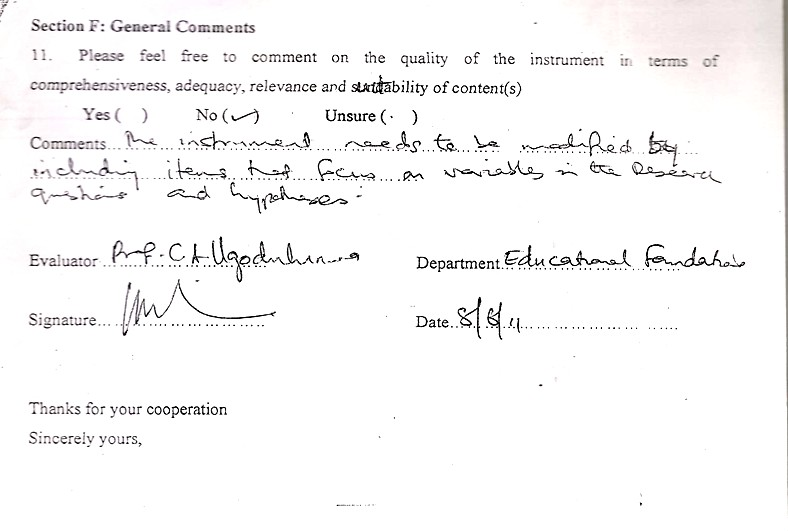 Section F: General Comments
11. Please feel free to comment on the quality of the instrument in terms of
comprehensiveness, adequacy, relevance and suitability of content(s)
Yes ( ) No (✓) Unsure ( )
Comments The instrument needs to be modified by
including items that focus on variables in the Research
questions and hypotheses.
Evaluator Prof. C A Department Educational Foundations
Signature Date 8/8/11
Thanks for your cooperation
Sincerely yours,